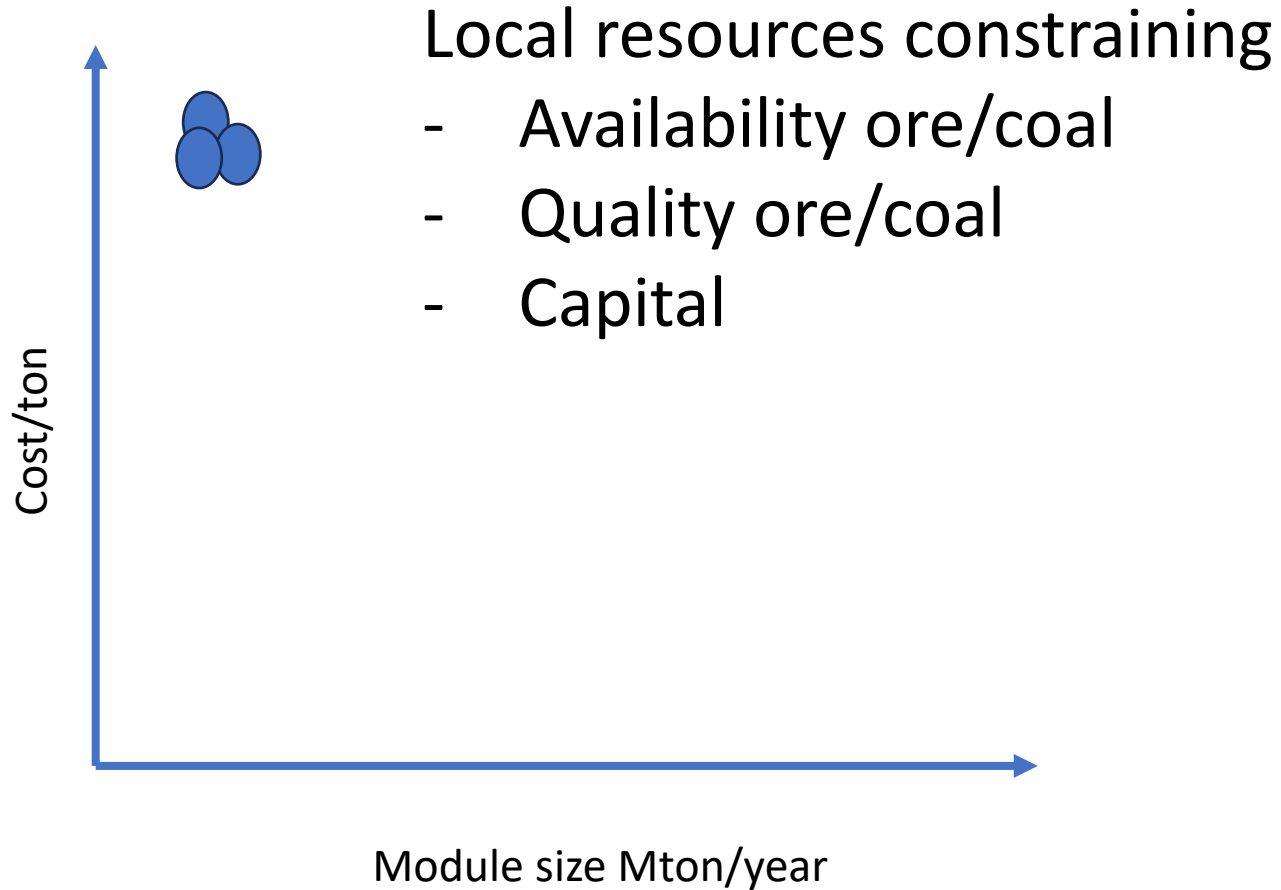 Local resources constraining
- Availability ore/coal
- Quality ore/coal
- Capital
Cost/ton
Module size Mton/year